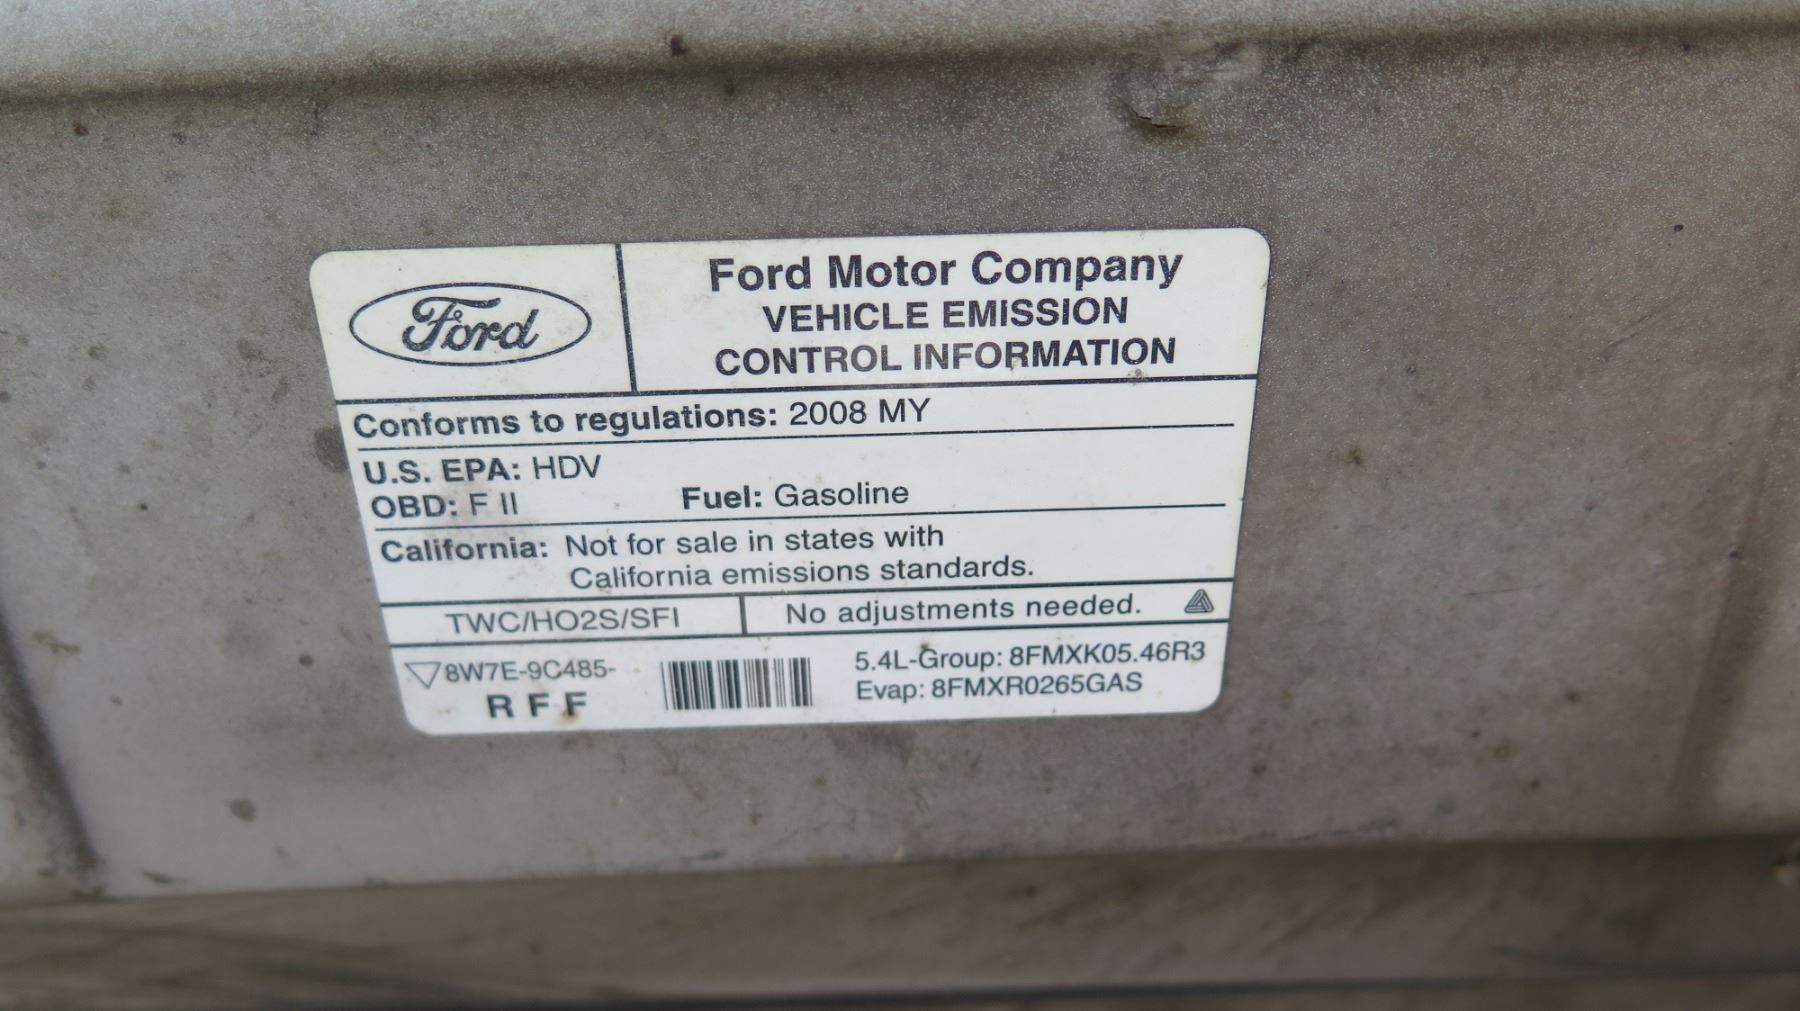 Ford
Ford Motor Company
VEHICLE EMISSION
CONTROL INFORMATION
Conforms to regulations: 2008 MY
U.S. EPA: HDV
OBD: F II Fuel: Gasoline
California: Not for sale in states with
California emissions standards.
TWC/HO2S/SFI No adjustments needed.
8W7E-9C485-
R F F
5.4L-Group: 8FMXK05.46R3
Evap: 8FMXR0265GAS